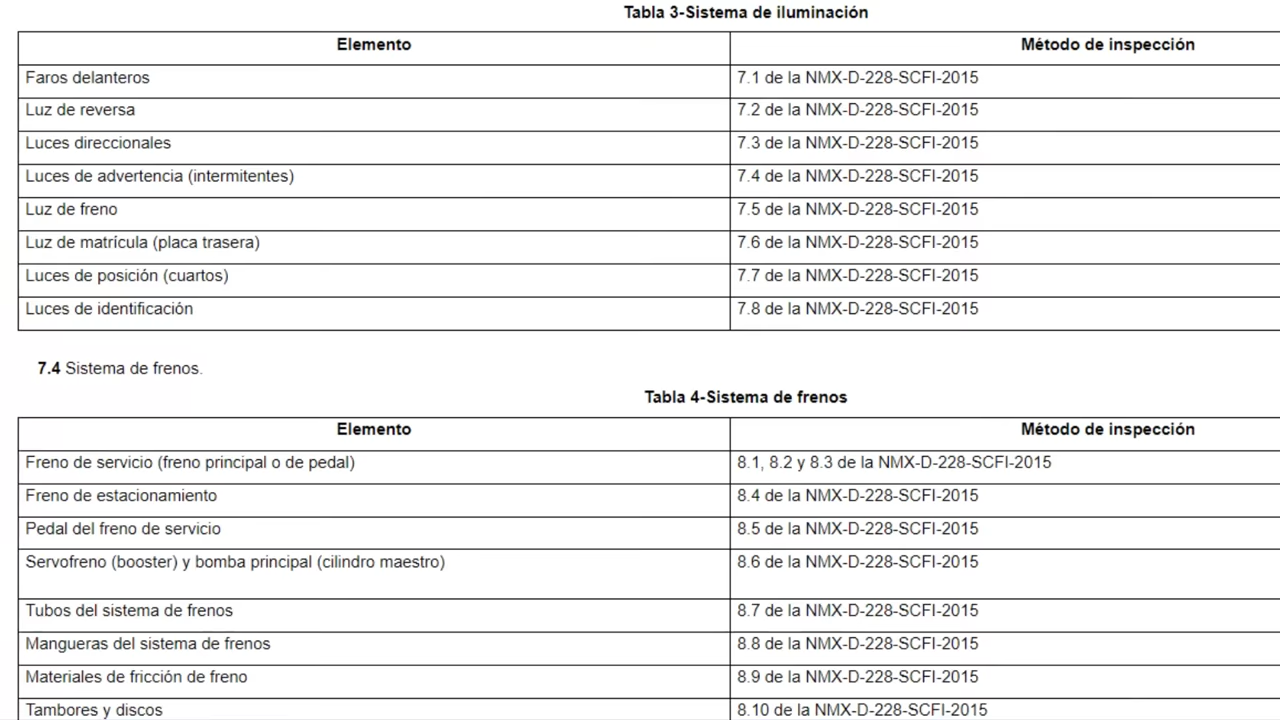 Tabla 3-Sistema de iluminación
Elemento Método de inspección
Faros delanteros 7.1 de la NMX-D-228-SCFI-2015
Luz de reversa 7.2 de la NMX-D-228-SCFI-2015
Luces direccionales 7.3 de la NMX-D-228-SCFI-2015
Luces de advertencia (intermitentes) 7.4 de la NMX-D-228-SCFI-2015
Luz de freno 7.5 de la NMX-D-228-SCFI-2015
Luz de matrícula (placa trasera) 7.6 de la NMX-D-228-SCFI-2015
Luces de posición (cuartos) 7.7 de la NMX-D-228-SCFI-2015
Luces de identificación 7.8 de la NMX-D-228-SCFI-2015
7.4 Sistema de frenos.
Tabla 4-Sistema de frenos
Elemento Método de inspección
Freno de servicio (freno principal o de pedal) 8.1, 8.2 y 8.3 de la NMX-D-228-SCFI-2015
Freno de estacionamiento 8.4 de la NMX-D-228-SCFI-2015
Pedal del freno de servicio 8.5 de la NMX-D-228-SCFI-2015
Servofreno (booster) y bomba principal (cilindro maestro) 8.6 de la NMX-D-228-SCFI-2015
Tubos del sistema de frenos 8.7 de la NMX-D-228-SCFI-2015
Mangueras del sistema de frenos 8.8 de la NMX-D-228-SCFI-2015
Materiales de fricción de freno 8.9 de la NMX-D-228-SCFI-2015
Tambores y discos 8.10 de la NMX-D-228-SCFI-2015